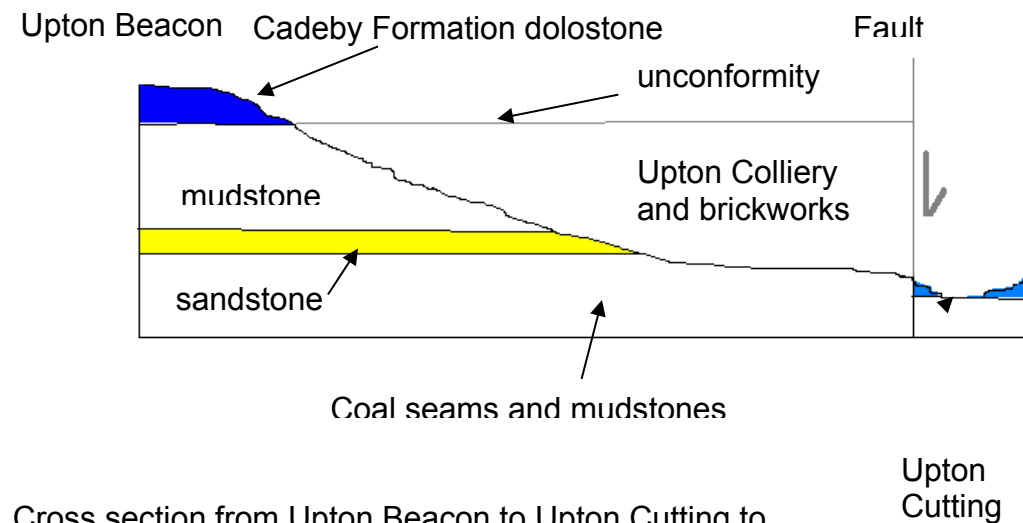 Upton Beacon
Cadeby Formation dolostone
Fault
unconformity
Upton Colliery
and brickworks
mudstone
sandstone
Coal seams and mudstones
Upton
Cutting
Cross section from Upton Beacon to Upton Cutting to